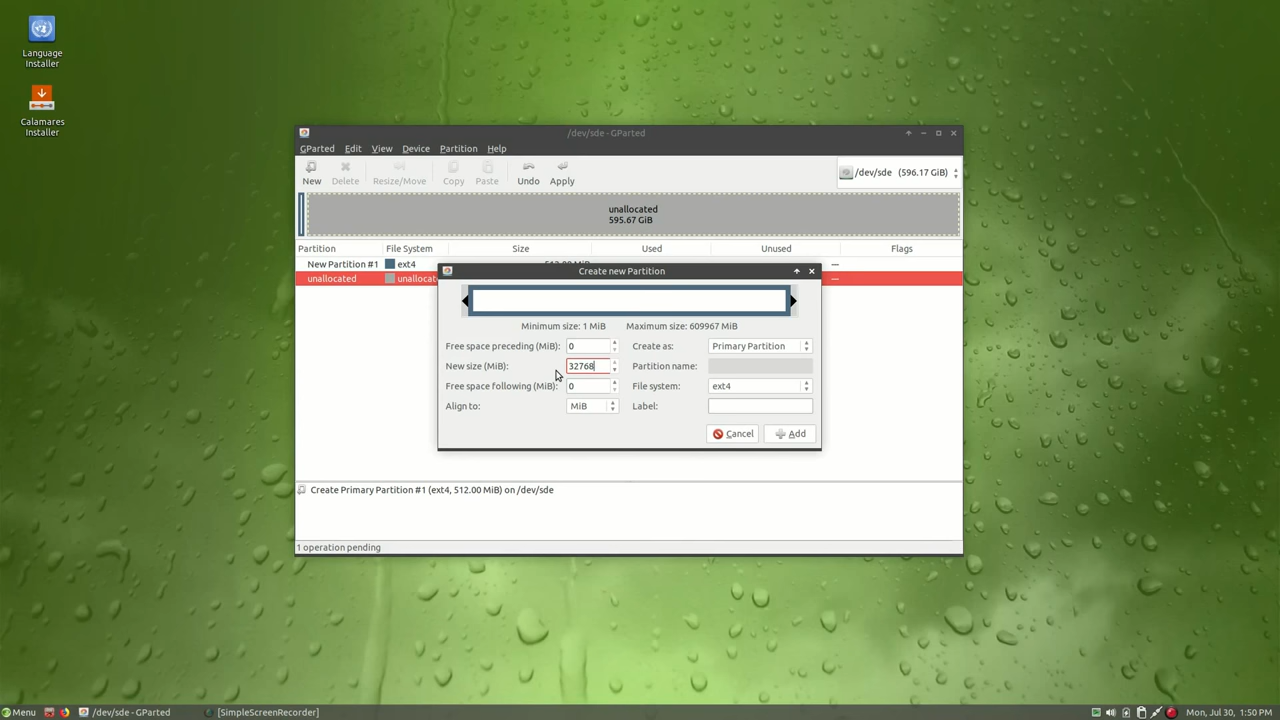 Language
Installer
Calamares
Installer
/dev/sde - GParted
GParted Edit View Device Partition Help
New Delete Resize/Move Copy Paste Undo Apply
/dev/sde (596.17 GiB)
unallocated
595.67 GiB
Partition File System Size Used Unused Flags
New Partition #1 ext4 ---
unallocated ---
Create new Partition
Minimum size: 1 MiB Maximum size: 609967 MiB
Free space preceding (MiB): 0 Create as: Primary Partition
New size (MiB): 32768 Partition name:
Free space following (MiB): 0 File system: ext4
Align to: MiB Label:
Cancel Add
Create Primary Partition #1 (ext4, 512.00 MiB) on /dev/sde
1 operation pending
Menu /dev/sde - GParted [SimpleScreenRecorder] Mon, Jul 30, 1:50 PM